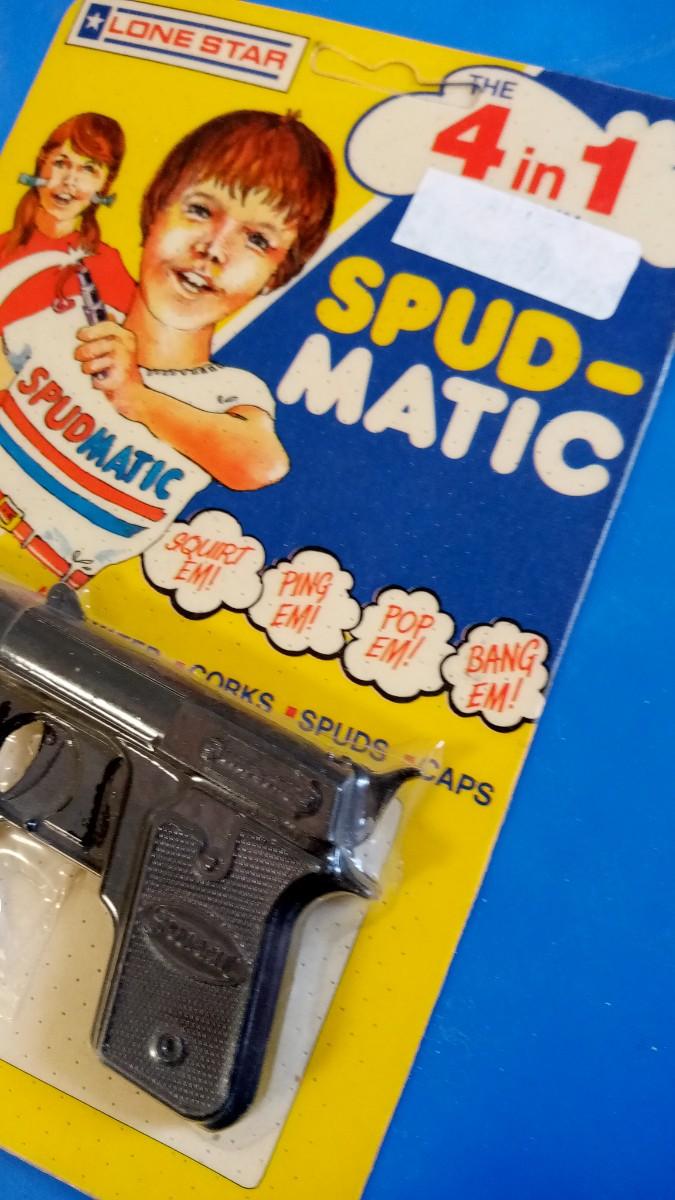 LONE STAR
THE
4 in 1
SPUD-
MATIC
SPUDMATIC
SQUIRT
EM!
PING
EM!
POP
EM!
BANG
EM!
CORKS ▪SPUDS ▪CAPS